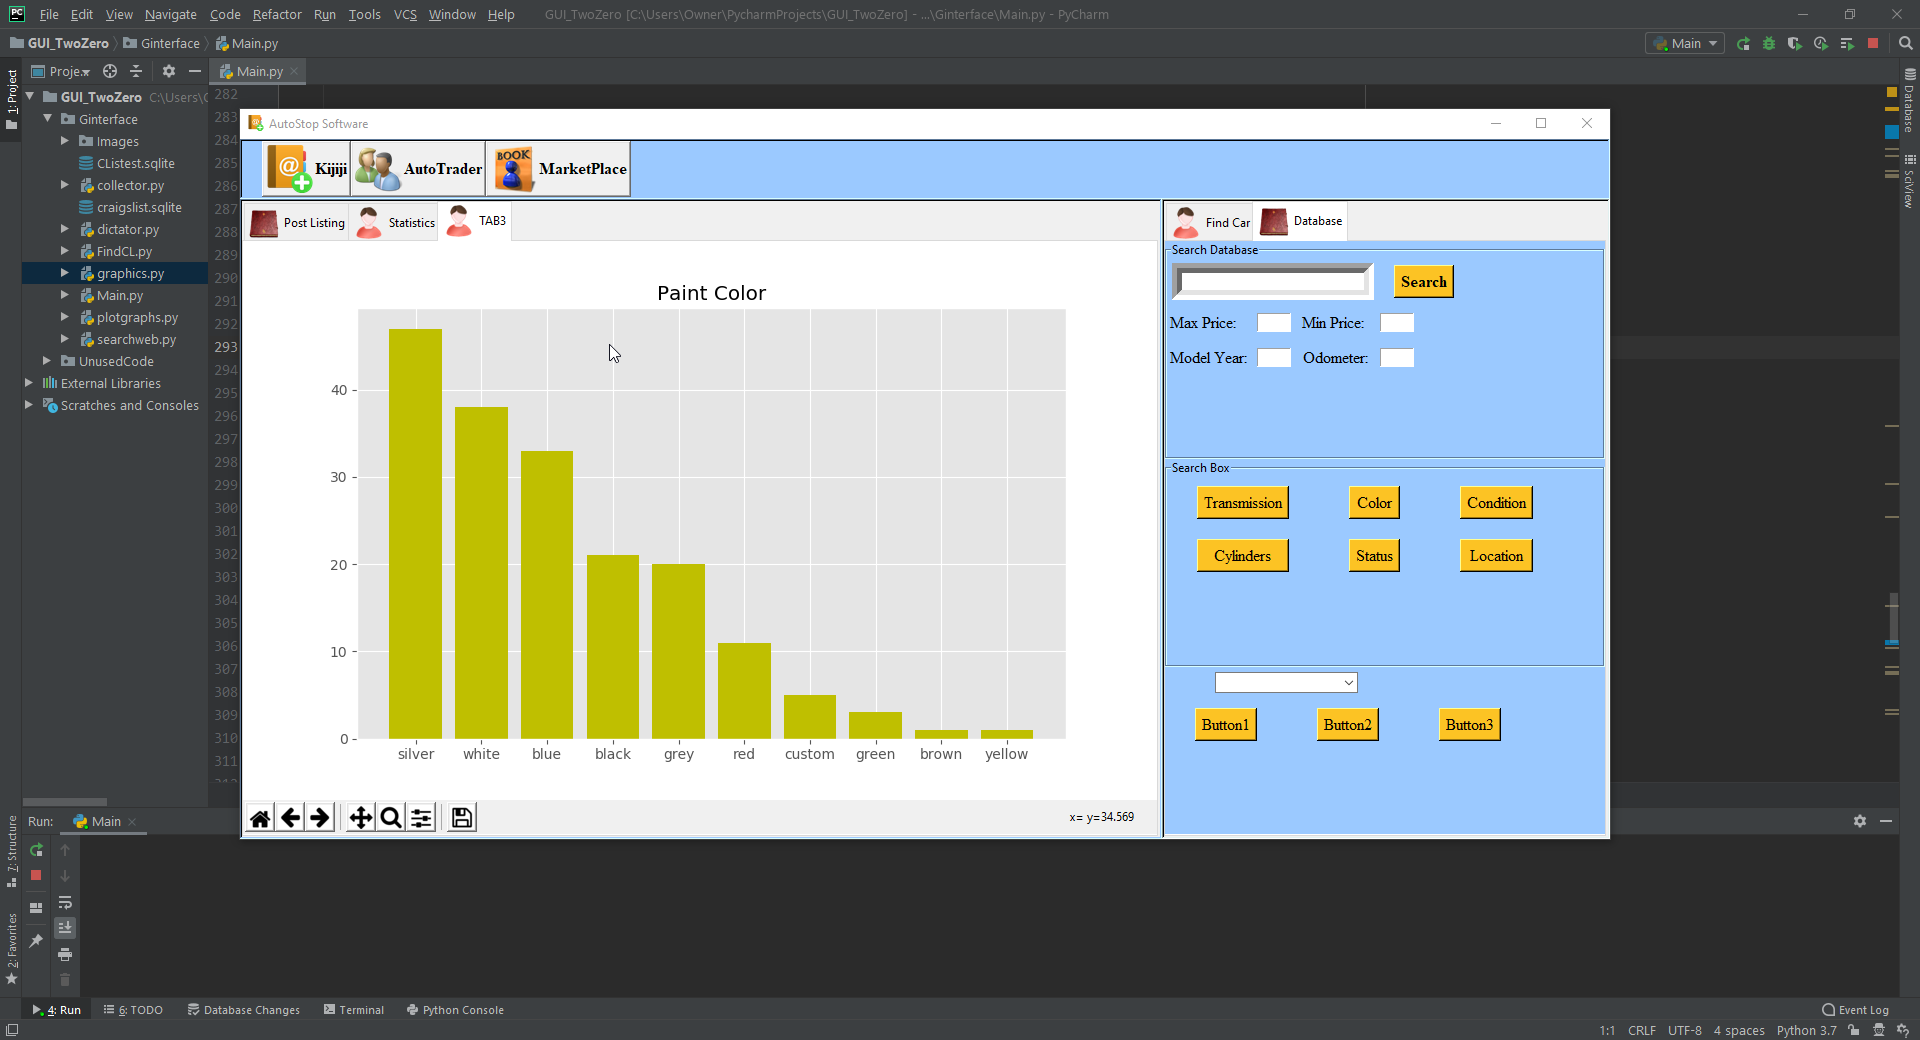 PC File Edit View Navigate Code Refactor Run Tools VCS Window Help GUI_TwoZero [C:\Users\Owner\PycharmProjects\GUI_TwoZero] - ...\Ginterface\Main.py - PyCharm
GUI_TwoZero Ginterface Main.py Main
Proje Main.py
1: Project
GUI_TwoZero C:\Users\
Ginterface
Images
CListest.sqlite
collector.py
craigslist.sqlite
dictator.py
FindCL.py
graphics.py
Main.py
plotgraphs.py
searchweb.py
UnusedCode
External Libraries
Scratches and Consoles
282
283
284
285
286
287
288
289
290
291
292
293
294
295
296
297
298
299
300
301
302
303
304
305
306
307
308
309
310
311
AutoStop Software
Kijiji AutoTrader BOOK MarketPlace
Post Listing Statistics TAB3
Paint Color
40
30
20
10
0
silver white blue black grey red custom green brown yellow
x= y=34.569
Find Car Database
Search Database
Search
Max Price: Min Price:
Model Year: Odometer:
Search Box
Transmission Color Condition
Cylinders Status Location
Button1 Button2 Button3
Database
SciView
Run: Main
7: Structure
2: Favorites
4: Run 6: TODO Database Changes Terminal Python Console Event Log
1:1 CRLF UTF-8 4 spaces Python 3.7